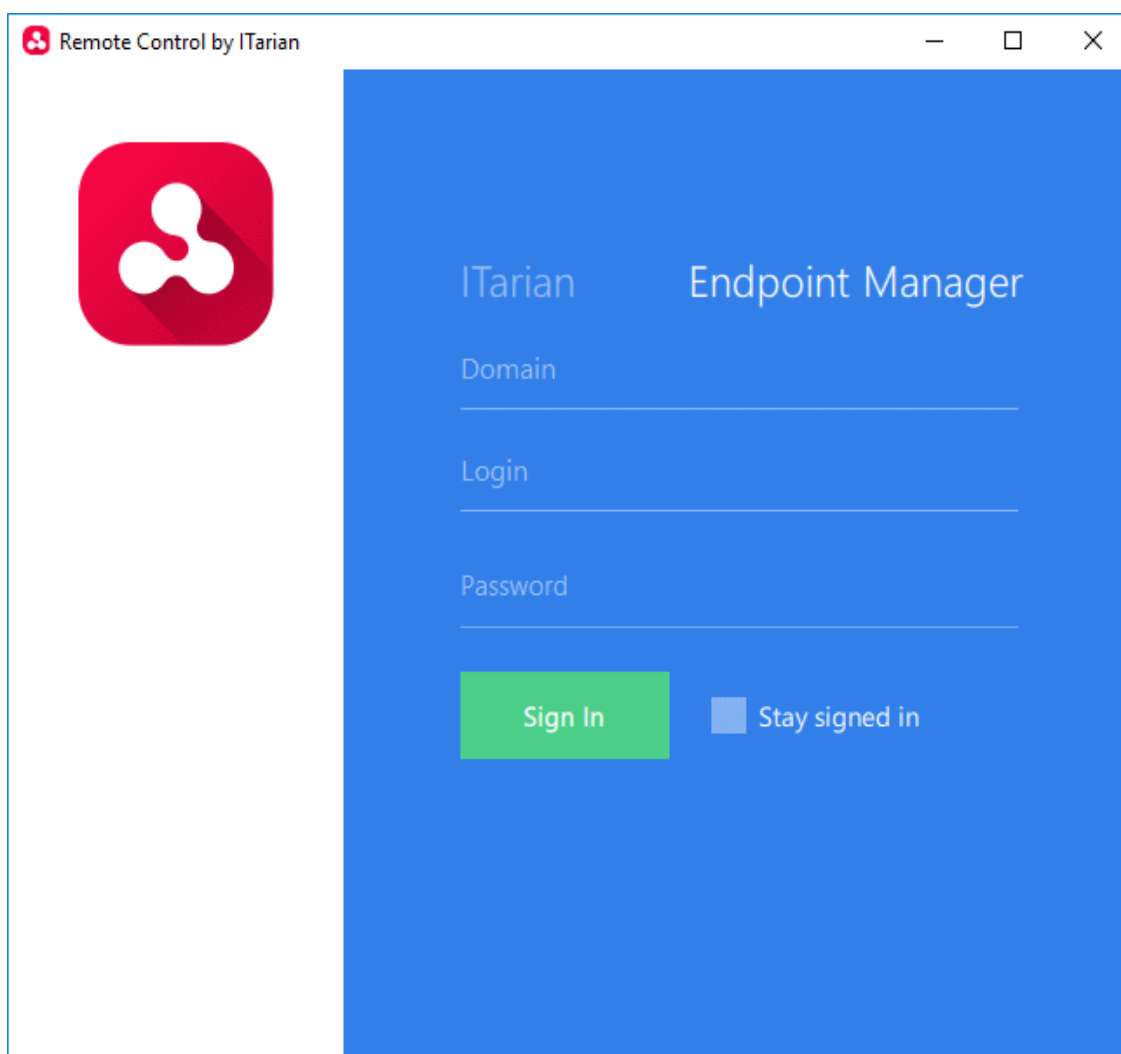 Remote Control by ITarian
ITarian Endpoint Manager
Domain
Login
Password
Sign In Stay signed in